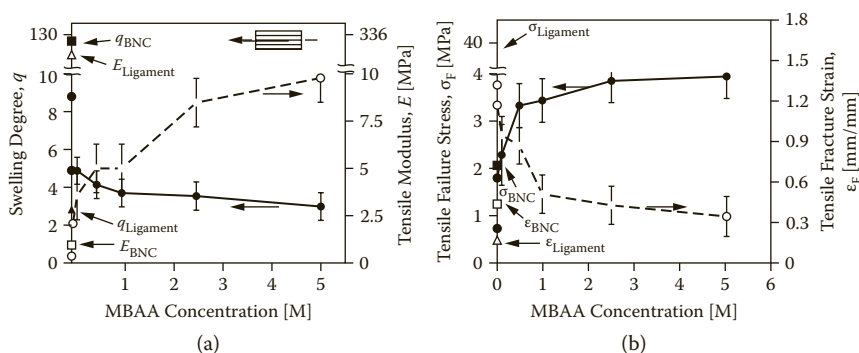 130
10
8
6
4
2
0
Swelling Degree, q
q_BNC
E_Ligament
q_Ligament
E_BNC
336
10
7.5
5
2.5
0
Tensile Modulus, E [MPa]
1 2 3 4 5
MBAA Concentration [M]
(a)
40
4
3
2
1
0
Tensile Failure Stress, σ_F [MPa]
σ_Ligament
σ_BNC
ε_BNC
ε_Ligament
1.8
1.5
1.2
0.9
0.6
0.3
0
Tensile Fracture Strain,
ε_F [mm/mm]
0 1 2 3 4 5 6
MBAA Concentration [M]
(b)